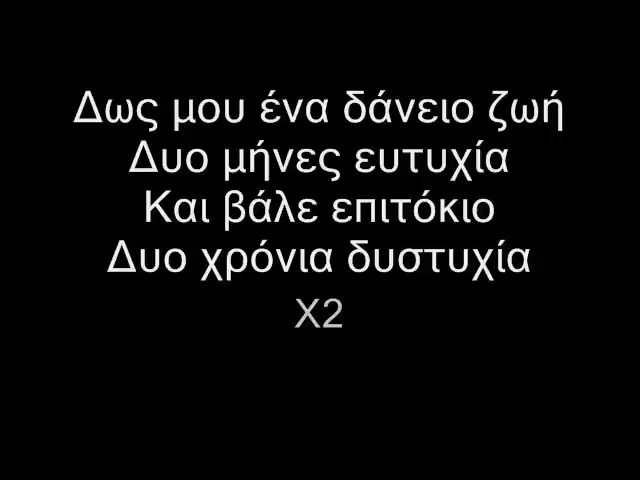 Δως μου ένα δάνειο ζωή
Δυο μήνες ευτυχία
Και βάλε επιτόκιο
Δυο χρόνια δυστυχία
X2